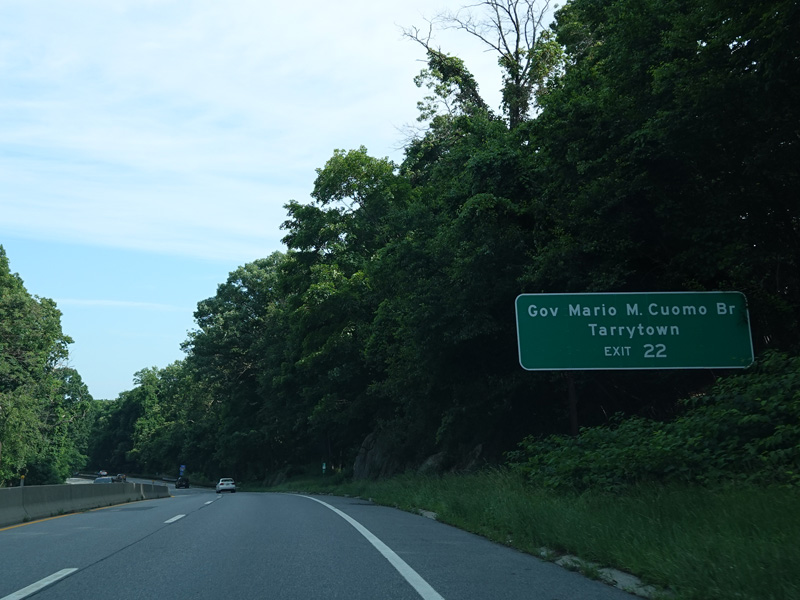 Gov Mario M. Cuomo Br
Tarrytown
EXIT 22